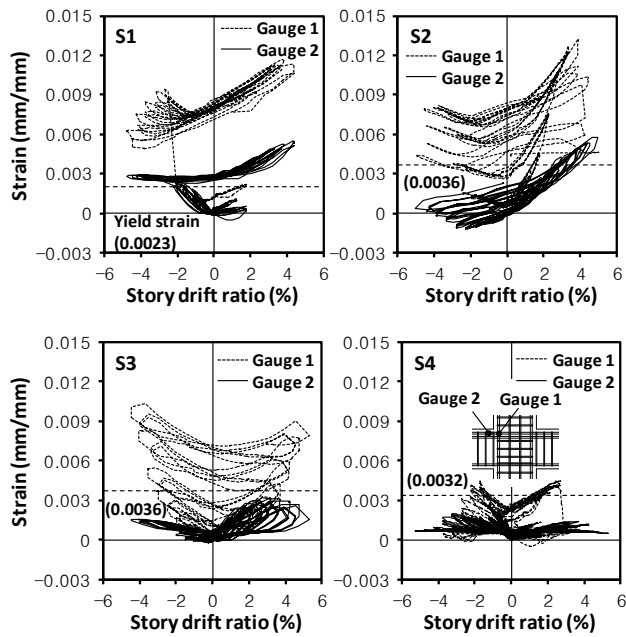 S1
Gauge 1
Gauge 2
0.015
0.012
0.009
0.006
0.003
0
−0.003
Strain (mm/mm)
Yield strain
(0.0023)
−6 −4 −2 0 2 4 6
Story drift ratio (%)
S2
Gauge 1
Gauge 2
0.015
0.012
0.009
0.006
0.003
0
−0.003
(0.0036)
−6 −4 −2 0 2 4 6
Story drift ratio (%)
S3
Gauge 1
Gauge 2
0.015
0.012
0.009
0.006
0.003
0
−0.003
Strain (mm/mm)
(0.0036)
−6 −4 −2 0 2 4 6
Story drift ratio (%)
S4
Gauge 1
Gauge 2
Gauge 2 Gauge 1
0.015
0.012
0.009
0.006
0.003
0
−0.003
(0.0032)
−6 −4 −2 0 2 4 6
Story drift ratio (%)